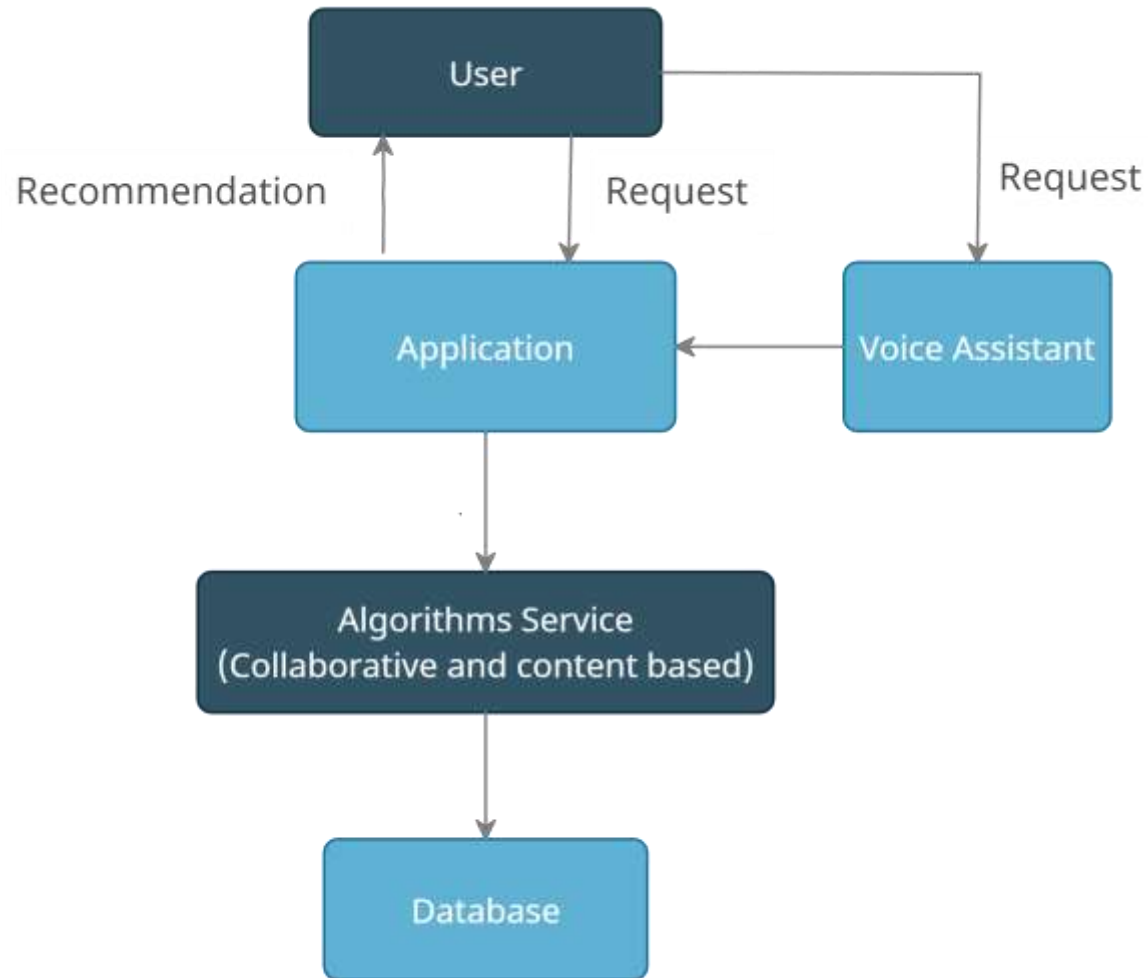 User
Recommendation
Request
Request
Application
Voice Assistant
Algorithms Service
(Collaborative and content based)
Database